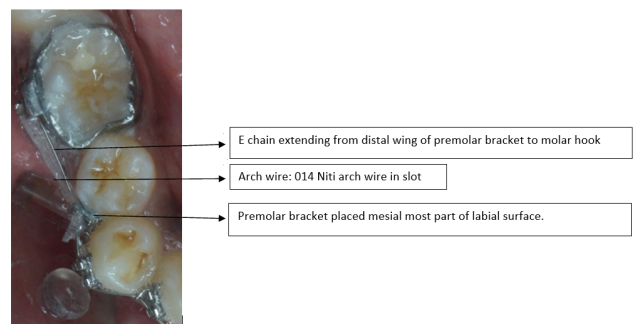 E chain extending from distal wing of premolar bracket to molar hook
Arch wire: 014 Niti arch wire in slot
Premolar bracket placed mesial most part of labial surface.